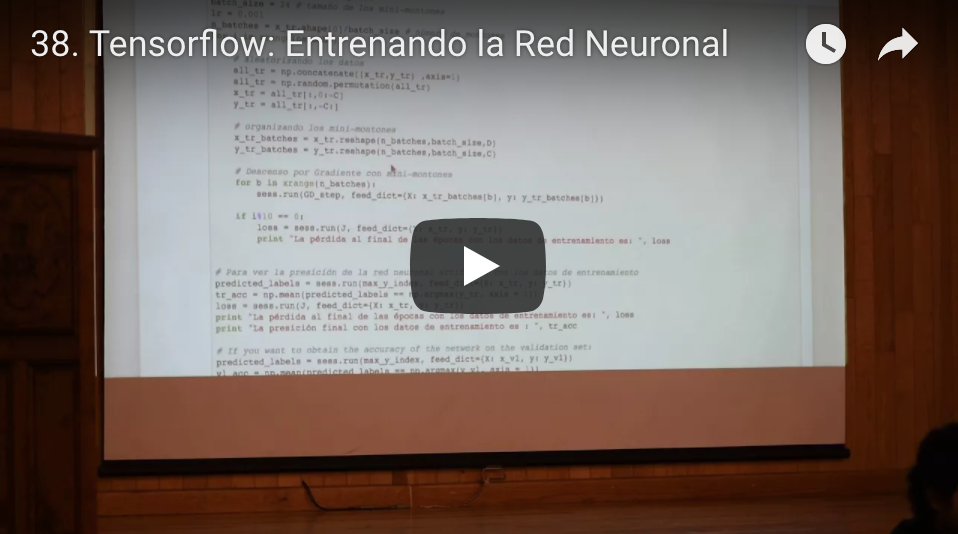 38. Tensorflow: Entrenando la Red Neuronal
batch_size = 34 # tamaño de los mini-montones
lr = 0.001
n_batches = x_tr.shape[0]/batch_size #
# aleatorizando los datos
all_tr = np.concatenate((x_tr,y_tr) ,axis=1)
all_tr = np.random.permutation(all_tr)
x_tr = all_tr[:,0:-C]
y_tr = all_tr[:,-C:]
# organizando los mini-montones
x_tr_batches = x_tr.reshape(n_batches,batch_size,D)
y_tr_batches = y_tr.reshape(n_batches,batch_size,C)
# Descenso por Gradiente con mini-montones
for b in xrange(n_batches):
sess.run(GD_step, feed_dict={X: x_tr_batches[b], y: y_tr_batches[b]})
if i%10 == 0:
loss = sess.run(J, feed_dict={X: x_tr, y: y_tr})
print "La pérdida al final de las épocas con los datos de entrenamiento es: ", loss
# Para ver la presición de la red neuronal los datos de entrenamiento
predicted_labels = sess.run(max_y_index, feed_dict={X: x_tr, y: y_tr})
tr_acc = np.mean(predicted_labels == np.argmax(y_tr, axis = 1))
loss = sess.run(J, feed_dict={X: x_tr, y: y_tr})
print "La pérdida al final de las épocas con los datos de entrenamiento es: ", loss
print "La presición final con los datos de entrenamiento es : ", tr_acc
# If you want to obtain the accuracy of the network on the validation set:
predicted_labels = sess.run(max_y_index, feed_dict={X: x_vl, y: y_vl})
vl_acc = np.mean(predicted_labels == np.argmax(y_vl, axis = 1))